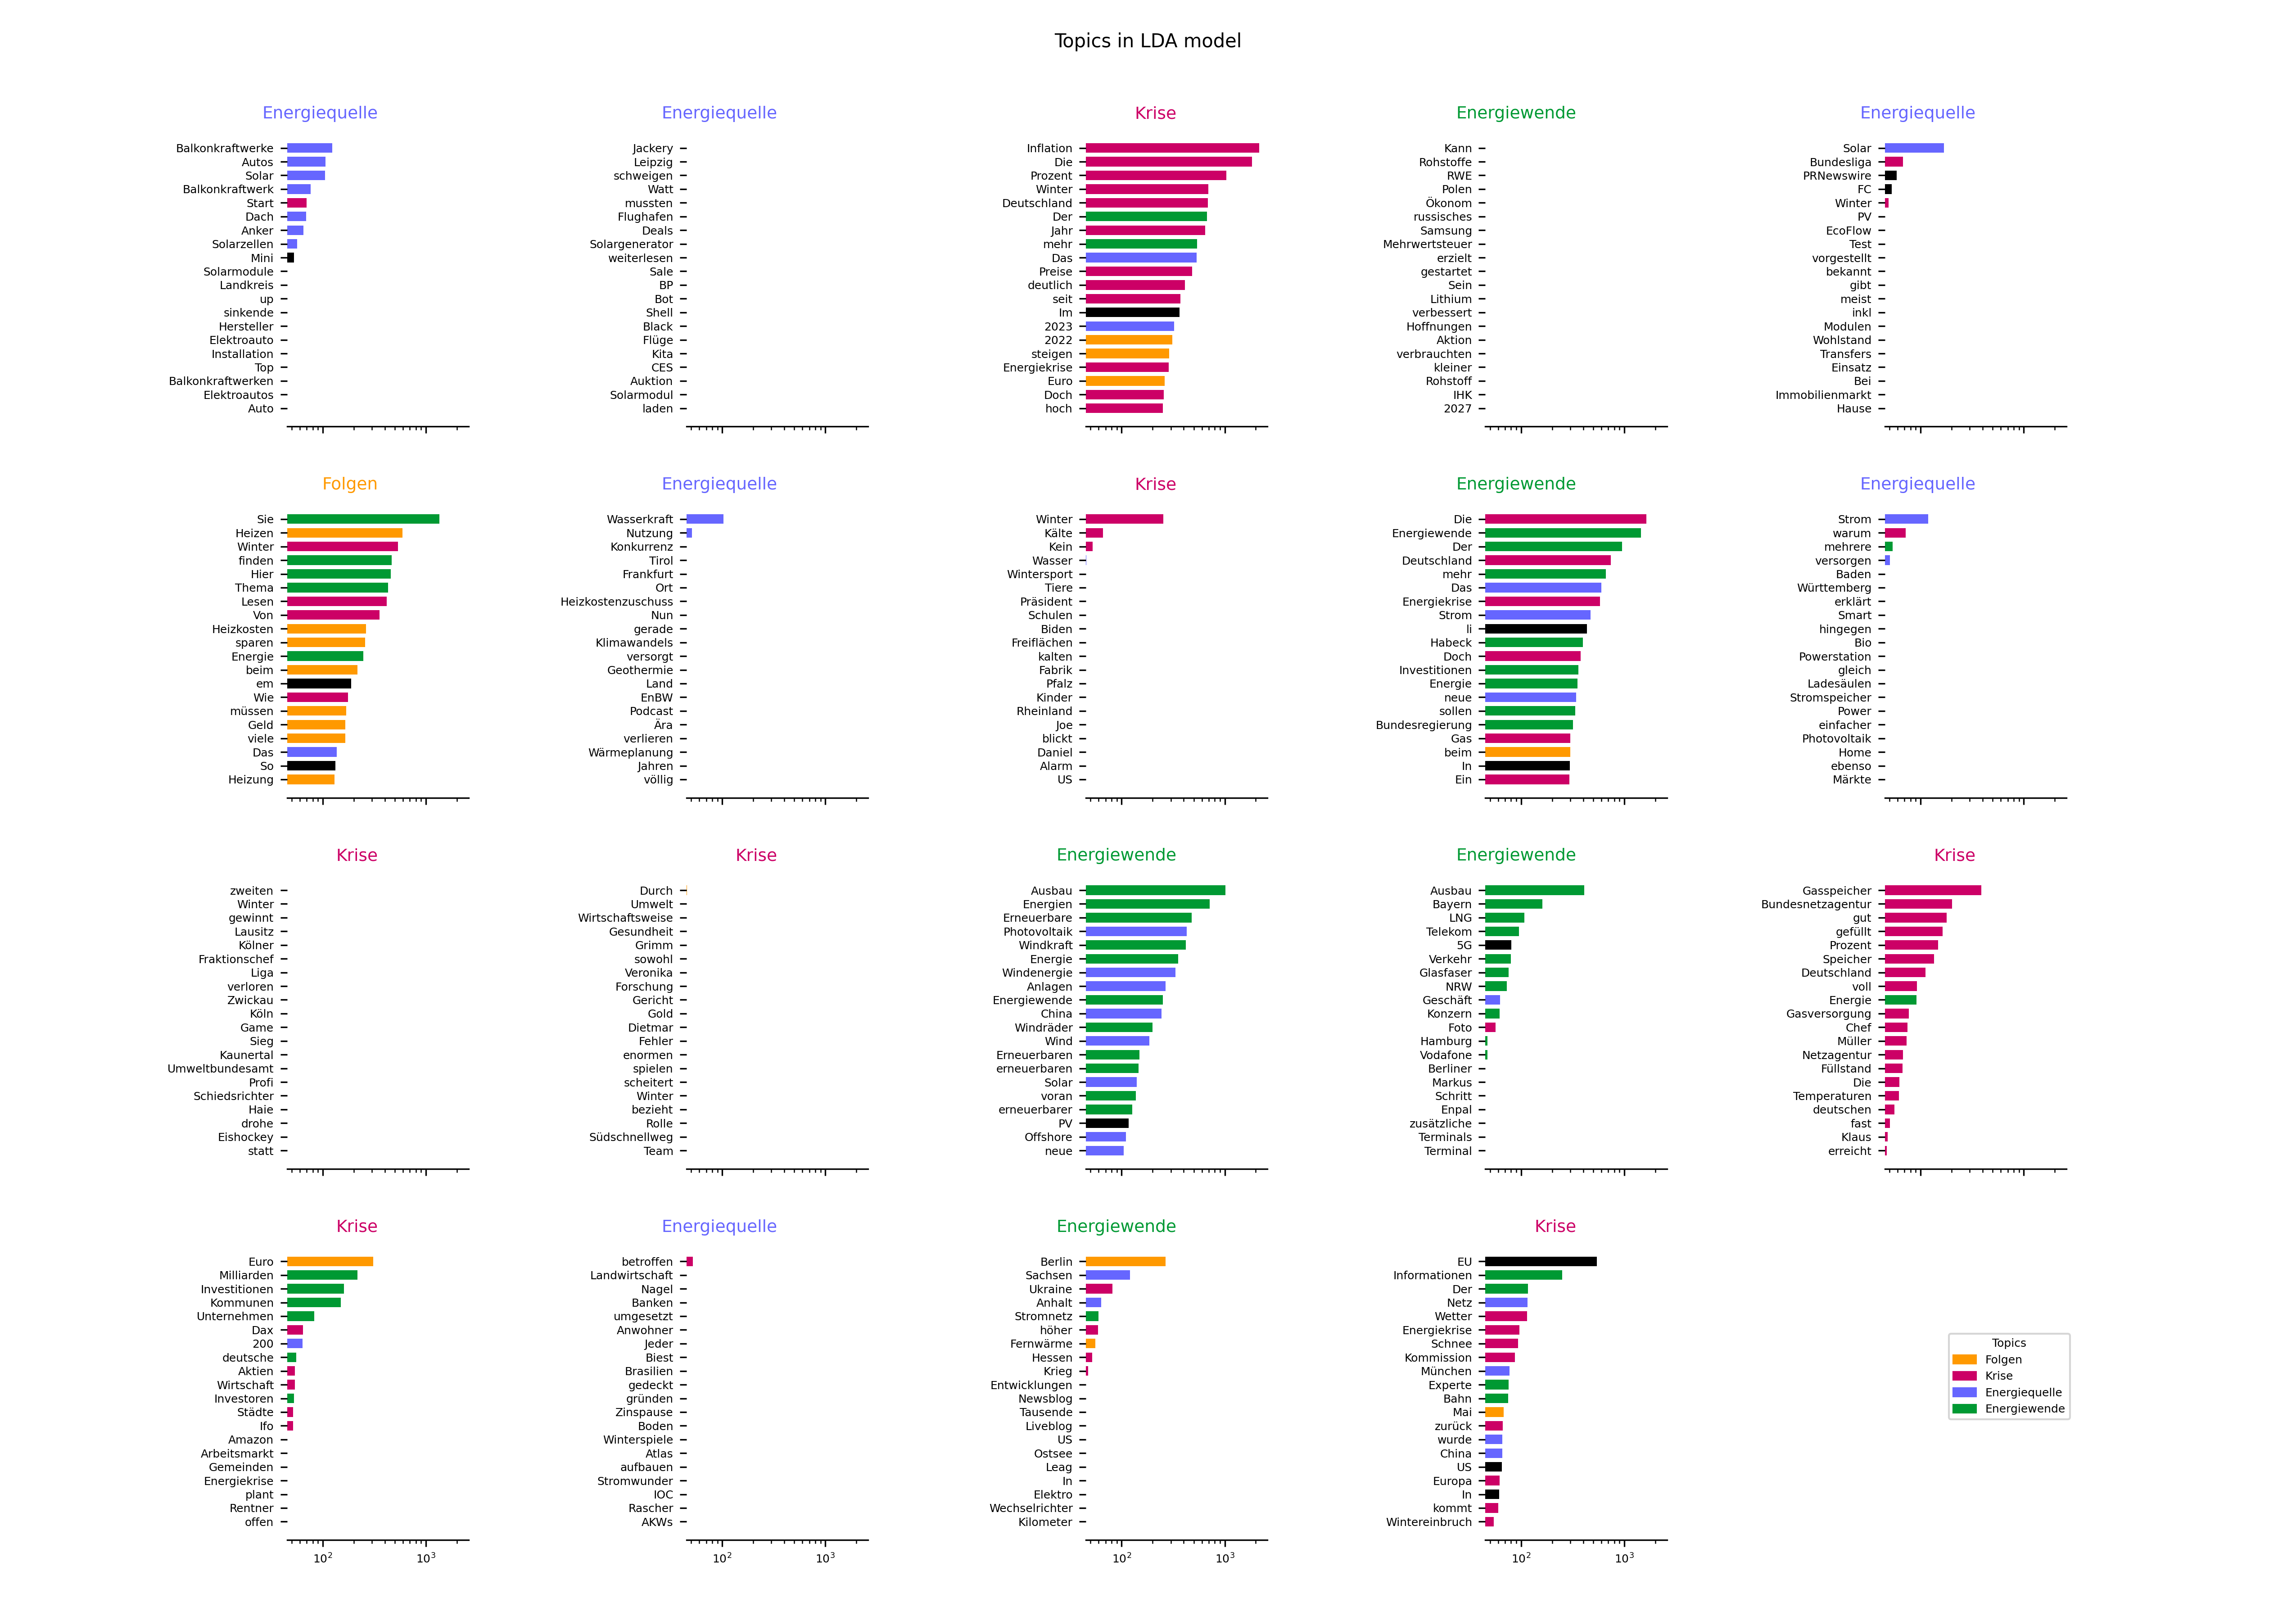 Topics in LDA model
Energiequelle
Balkonkraftwerke
Autos
Solar
Balkonkraftwerk
Start
Dach
Anker
Solarzellen
Mini
Solarmodule
Landkreis
up
sinkende
Hersteller
Elektroauto
Installation
Top
Balkonkraftwerken
Elektroautos
Auto
Energiequelle
Jackery
Leipzig
schweigen
Watt
mussten
Flughafen
Deals
Solargenerator
weiterlesen
Sale
BP
Bot
Shell
Black
Flüge
Kita
CES
Auktion
Solarmodul
laden
Krise
Inflation
Die
Prozent
Winter
Deutschland
Der
Jahr
mehr
Das
Preise
deutlich
seit
Im
2023
2022
steigen
Energiekrise
Euro
Doch
hoch
Energiewende
Kann
Rohstoffe
RWE
Polen
Ökonom
russisches
Samsung
Mehrwertsteuer
erzielt
gestartet
Sein
Lithium
verbessert
Hoffnungen
Aktion
verbrauchten
kleiner
Rohstoff
IHK
2027
Energiequelle
Solar
Bundesliga
PRNewswire
FC
Winter
PV
EcoFlow
Test
vorgestellt
bekannt
gibt
meist
inkl
Modulen
Wohlstand
Transfers
Einsatz
Bei
Immobilienmarkt
Hause
Folgen
Sie
Heizen
Winter
finden
Hier
Thema
Lesen
Von
Heizkosten
sparen
Energie
beim
em
Wie
müssen
Geld
viele
Das
So
Heizung
Energiequelle
Wasserkraft
Nutzung
Konkurrenz
Tirol
Frankfurt
Ort
Heizkostenzuschuss
Nun
gerade
Klimawandels
versorgt
Geothermie
Land
EnBW
Podcast
Ära
verlieren
Wärmeplanung
Jahren
völlig
Krise
Winter
Kälte
Kein
Wasser
Wintersport
Tiere
Präsident
Schulen
Biden
Freiflächen
kalten
Fabrik
Pfalz
Kinder
Rheinland
Joe
blickt
Daniel
Alarm
US
Energiewende
Die
Energiewende
Der
Deutschland
mehr
Das
Energiekrise
Strom
li
Habeck
Doch
Investitionen
Energie
neue
sollen
Bundesregierung
Gas
beim
In
Ein
Energiequelle
Strom
warum
mehrere
versorgen
Baden
Württemberg
erklärt
Smart
hingegen
Bio
Powerstation
gleich
Ladesäulen
Stromspeicher
Power
einfacher
Photovoltaik
Home
ebenso
Märkte
Krise
zweiten
Winter
gewinnt
Lausitz
Kölner
Fraktionschef
Liga
verloren
Zwickau
Köln
Game
Sieg
Kaunertal
Umweltbundesamt
Profi
Schiedsrichter
Haie
drohe
Eishockey
statt
Krise
Durch
Umwelt
Wirtschaftsweise
Gesundheit
Grimm
sowohl
Veronika
Forschung
Gericht
Gold
Dietmar
Fehler
enormen
spielen
scheitert
Winter
bezieht
Rolle
Südschnellweg
Team
Energiewende
Ausbau
Energien
Erneuerbare
Photovoltaik
Windkraft
Energie
Windenergie
Anlagen
Energiewende
China
Windräder
Wind
Erneuerbaren
erneuerbaren
Solar
voran
erneuerbarer
PV
Offshore
neue
Energiewende
Ausbau
Bayern
LNG
Telekom
5G
Verkehr
Glasfaser
NRW
Geschäft
Konzern
Foto
Hamburg
Vodafone
Berliner
Markus
Schritt
Enpal
zusätzliche
Terminals
Terminal
Krise
Gasspeicher
Bundesnetzagentur
gut
gefüllt
Prozent
Speicher
Deutschland
voll
Energie
Gasversorgung
Chef
Müller
Netzagentur
Füllstand
Die
Temperaturen
deutschen
fast
Klaus
erreicht
Krise
Euro
Milliarden
Investitionen
Kommunen
Unternehmen
Dax
200
deutsche
Aktien
Wirtschaft
Investoren
Städte
Ifo
Amazon
Arbeitsmarkt
Gemeinden
Energiekrise
plant
Rentner
offen
10² 10³
Energiequelle
betroffen
Landwirtschaft
Nagel
Banken
umgesetzt
Anwohner
Jeder
Biest
Brasilien
gedeckt
gründen
Zinspause
Boden
Winterspiele
Atlas
aufbauen
Stromwunder
IOC
Rascher
AKWs
10² 10³
Energiewende
Berlin
Sachsen
Ukraine
Anhalt
Stromnetz
höher
Fernwärme
Hessen
Krieg
Entwicklungen
Newsblog
Tausende
Liveblog
US
Ostsee
Leag
In
Elektro
Wechselrichter
Kilometer
10² 10³
Krise
EU
Informationen
Der
Netz
Wetter
Energiekrise
Schnee
Kommission
München
Experte
Bahn
Mai
zurück
wurde
China
US
Europa
In
kommt
Wintereinbruch
10² 10³
Topics
Folgen
Krise
Energiequelle
Energiewende